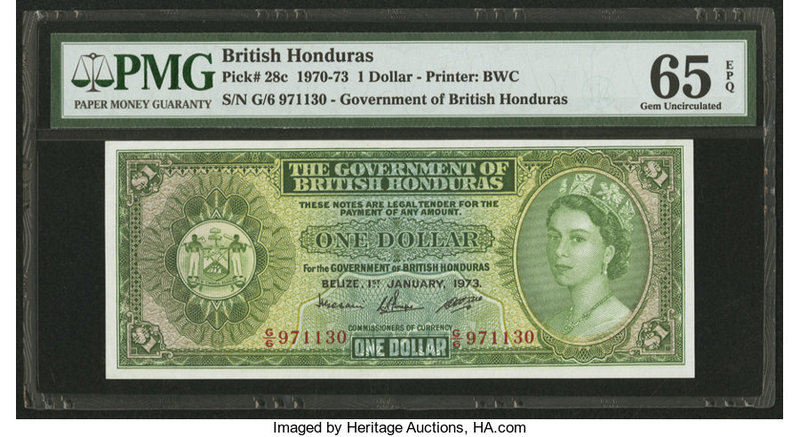 PMG
PAPER MONEY GUARANTY
British Honduras
Pick# 28c 1970-73 1 Dollar - Printer: BWC
S/N G/6 971130 - Government of British Honduras
65 EPQ
Gem Uncirculated
$1 $1
THE GOVERNMENT OF
BRITISH HONDURAS
THESE NOTES ARE LEGAL TENDER FOR THE
PAYMENT OF ANY AMOUNT.
ONE DOLLAR
For the GOVERNMENT OF BRITISH HONDURAS
BELIZE, 1ST JANUARY, 1973.
G/6 971130 G/6 971130
COMMISSIONERS OF CURRENCY
$1 ONE DOLLAR $1
Imaged by Heritage Auctions, HA.com